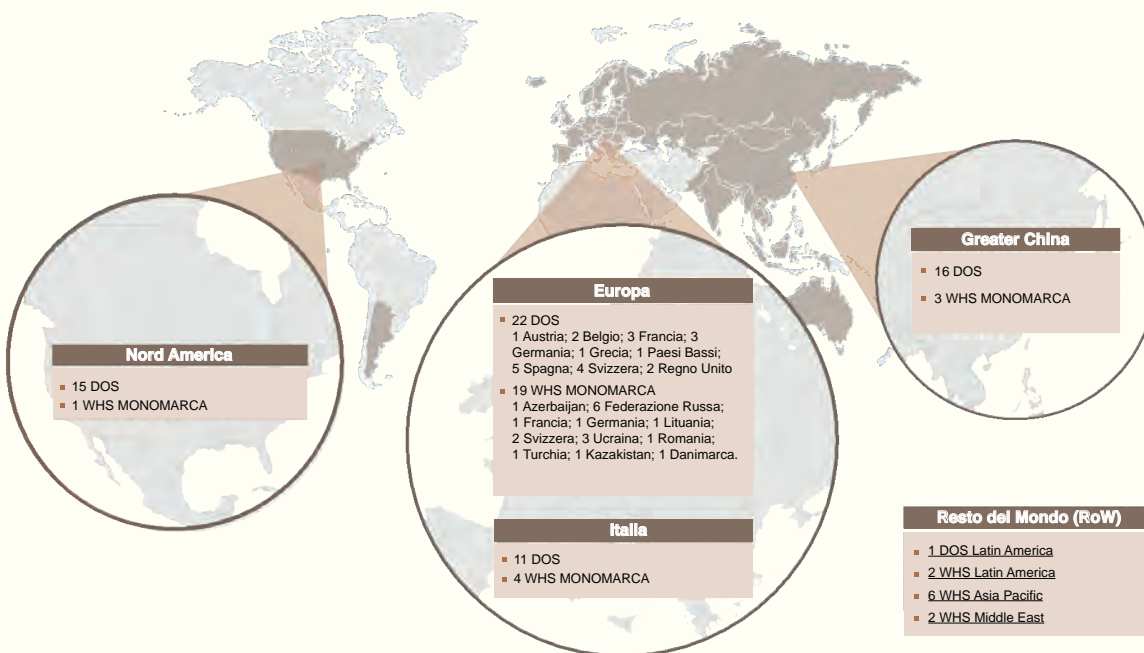 Nord America
15 DOS
1 WHS MONOMARCA
Europa
22 DOS
1 Austria; 2 Belgio; 3 Francia; 3
Germania; 1 Grecia; 1 Paesi Bassi;
5 Spagna; 4 Svizzera; 2 Regno Unito
19 WHS MONOMARCA
1 Azerbaijan; 6 Federazione Russa;
1 Francia; 1 Germania; 1 Lituania;
2 Svizzera; 3 Ucraina; 1 Romania;
1 Turchia; 1 Kazakistan; 1 Danimarca.
Italia
11 DOS
4 WHS MONOMARCA
Greater China
16 DOS
3 WHS MONOMARCA
Resto del Mondo (RoW)
1 DOS Latin America
2 WHS Latin America
6 WHS Asia Pacific
2 WHS Middle East